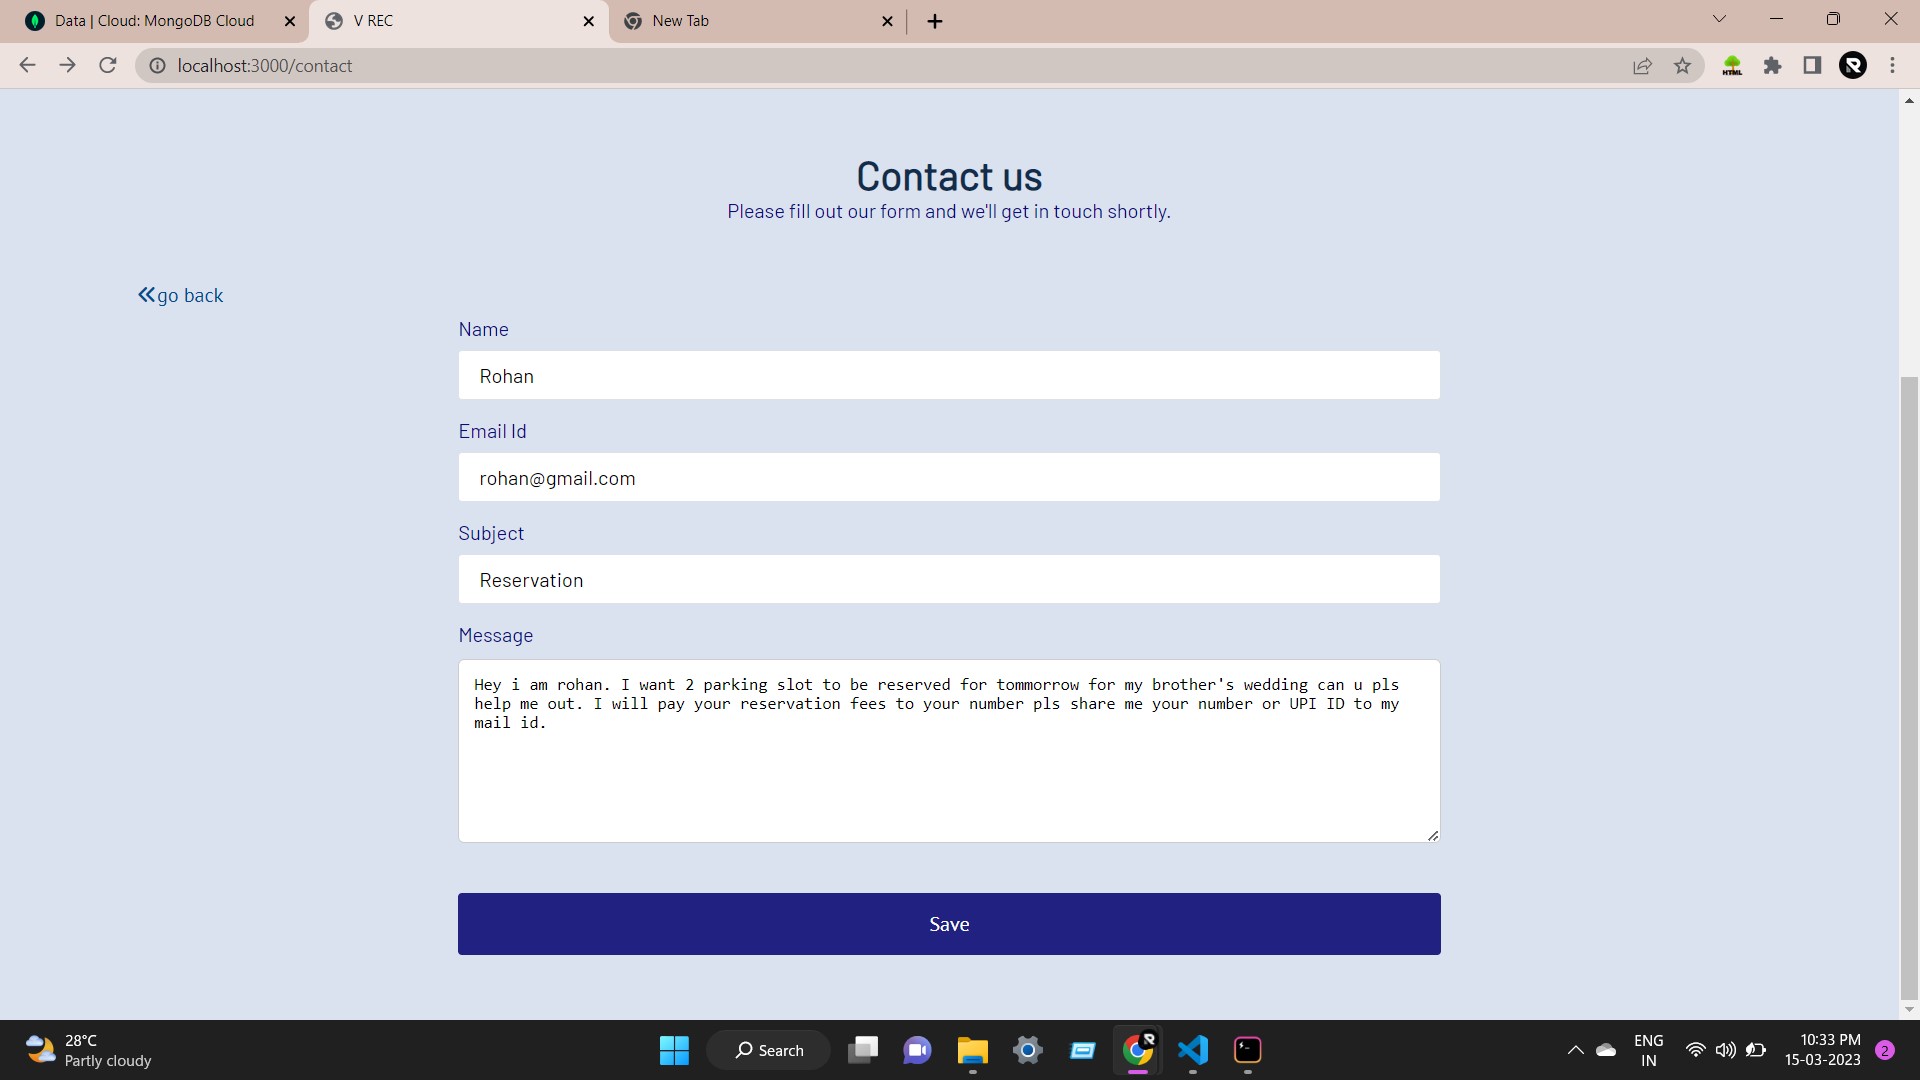 Data | Cloud: MongoDB Cloud
V REC
New Tab
localhost:3000/contact
HTML
R
Contact us
Please fill out our form and we'll get in touch shortly.
go back
Name
Rohan
Email Id
rohan@gmail.com
Subject
Reservation
Message
Hey i am rohan. I want 2 parking slot to be reserved for tommorrow for my brother's wedding can u pls
help me out. I will pay your reservation fees to your number pls share me your number or UPI ID to my
mail id.
Save
28°C
Partly cloudy
Search
R
ENG
IN
10:33 PM
15-03-2023
2